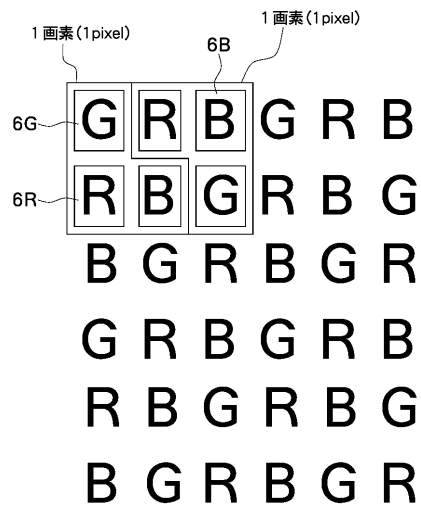 1画素(1pixel)
1画素(1pixel)
6B
6G
6R
G R B G R B
R B G R B G
B G R B G R
G R B G R B
R B G R B G
B G R B G R